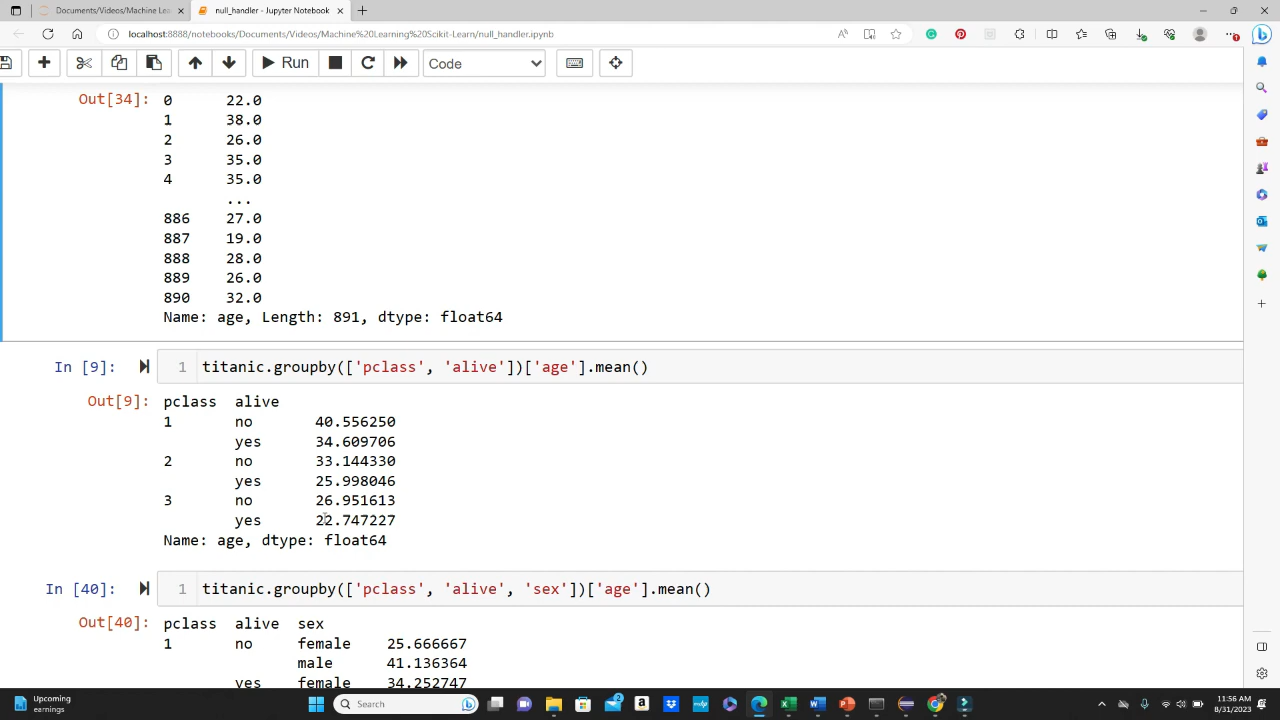 Documents/Videos/Machine Lea
null_handler - Jupyter Notebook
localhost:8888/notebooks/Documents/Videos/Machine%20Learning%20Scikit-Learn/null_handler.ipynb
Run
Code
Out[34]: 0 22.0
1 38.0
2 26.0
3 35.0
4 35.0
...
886 27.0
887 19.0
888 28.0
889 26.0
890 32.0
Name: age, Length: 891, dtype: float64
In [9]: 1 titanic.groupby(['pclass', 'alive'])['age'].mean()
Out[9]: pclass alive
1 no 40.556250
yes 34.609706
2 no 33.144330
yes 25.998046
3 no 26.951613
yes 22.747227
Name: age, dtype: float64
In [40]: 1 titanic.groupby(['pclass', 'alive', 'sex'])['age'].mean()
Out[40]: pclass alive sex
1 no female 25.666667
male 41.136364
yes female 34.252747
Upcoming
earnings
Search
11:56 AM
8/31/2023